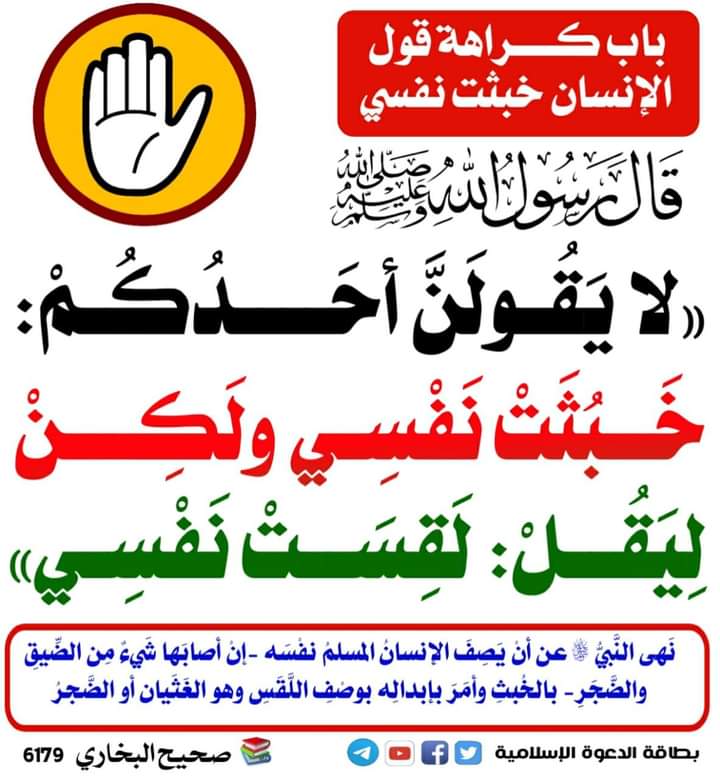 باب كراهة قول
الإنسان خبثت نفسي
قَالَ رَسُولُ اللهِ صَلَّى اللهُ عَلَيْهِ وَسَلَّمَ
«لا يَقُولَنَّ أحَدُكُمْ:
خَبُثَتْ نَفْسِي ولَكِنْ
لِيَقُلْ: لَقِسَتْ نَفْسِي»
نَهى النَّبيُّ ﷺ عن أنْ يَصِفَ الإنسانُ المسلمُ نفْسَه -إنْ أصابَها شَيءٌ مِن الضِّيقِ
والضَّجَرِ- بالخُبثِ وأمَرَ بإبدالِه بوصْفِ اللَّقَسِ وهو الغَثَيان أو الضَّجرُ
بطاقة الدعوة الإسلامية صحيح البخاري 6179